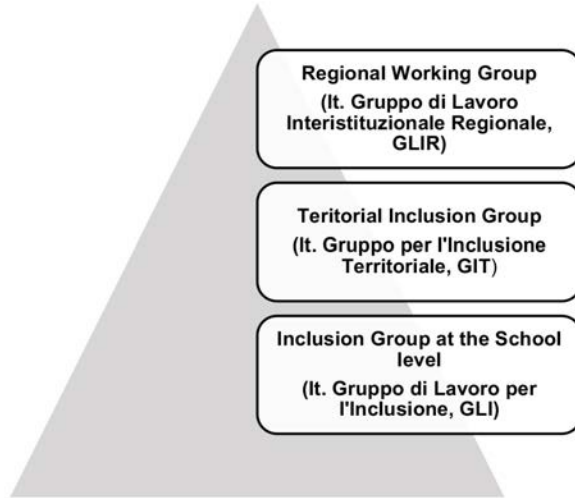 Regional Working Group
(It. Gruppo di Lavoro
Interistituzionale Regionale,
GLIR)
Teritorial Inclusion Group
(It. Gruppo per l'Inclusione
Territoriale, GIT)
Inclusion Group at the School
level
(It. Gruppo di Lavoro per
l'Inclusione, GLI)